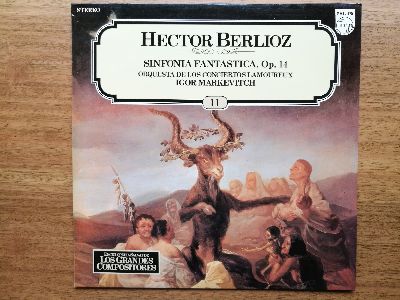 STEREO
PHILIPS
HECTOR BERLIOZ
SINFONIA FANTASTICA, Op. 14
ORQUESTA DE LOS CONCIERTOS LAMOUREUX
IGOR MARKEVITCH
11
LOS GRANDES
COMPOSITORES